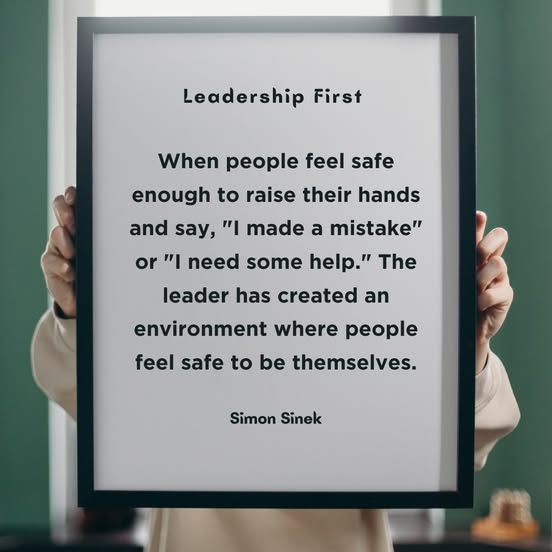 Leadership First
When people feel safe
enough to raise their hands
and say, "I made a mistake"
or "I need some help." The
leader has created an
environment where people
feel safe to be themselves.
Simon Sinek